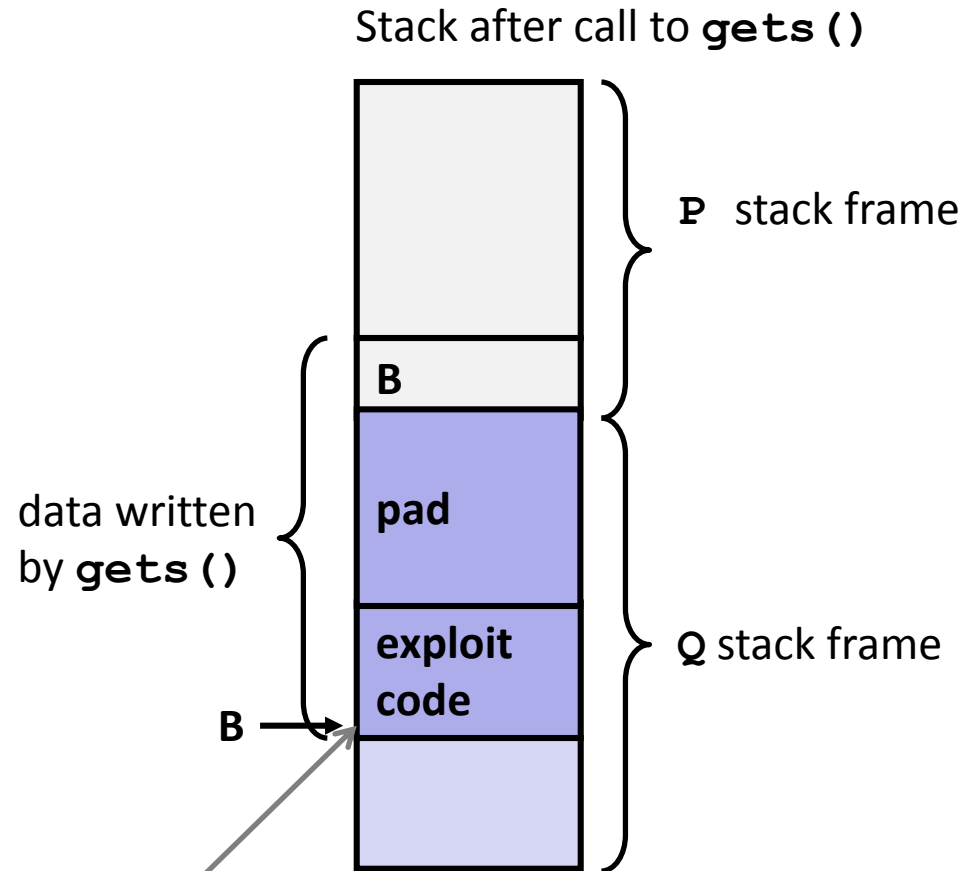 Stack after call to gets()
P stack frame
B
data written
by gets()
pad
exploit
code
Q stack frame
B